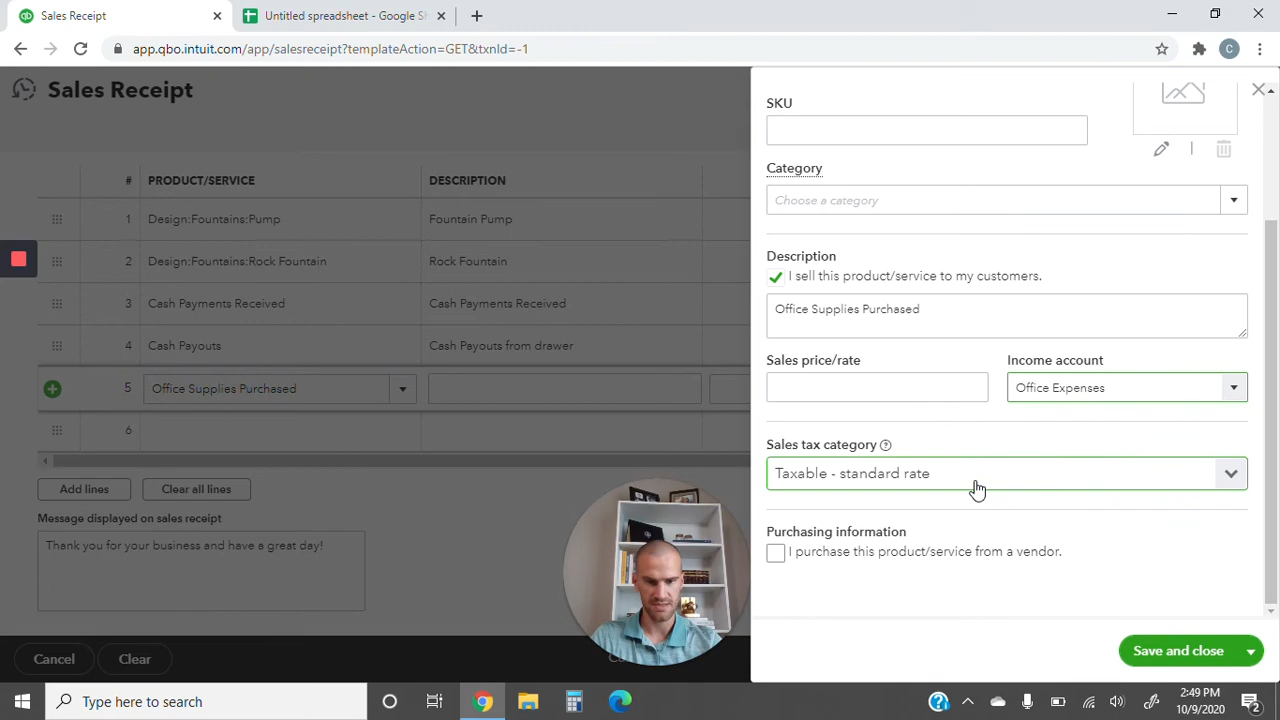 Sales Receipt
Untitled spreadsheet - Google Sh
app.qbo.intuit.com/app/salesreceipt?templateAction=GET&txnId=-1
C
Sales Receipt
# PRODUCT/SERVICE DESCRIPTION
1 Design:Fountains:Pump Fountain Pump
2 Design:Fountains:Rock Fountain Rock Fountain
3 Cash Payments Received Cash Payments Received
4 Cash Payouts Cash Payouts from drawer
5 Office Supplies Purchased
6
Add lines Clear all lines
Message displayed on sales receipt
Thank you for your business and have a great day!
Cancel Clear
SKU
Category
Choose a category
Description
I sell this product/service to my customers.
Office Supplies Purchased
Sales price/rate Income account
Office Expenses
Sales tax category
Taxable - standard rate
Purchasing information
I purchase this product/service from a vendor.
Save and close
Type here to search
2:49 PM
10/9/2020
2